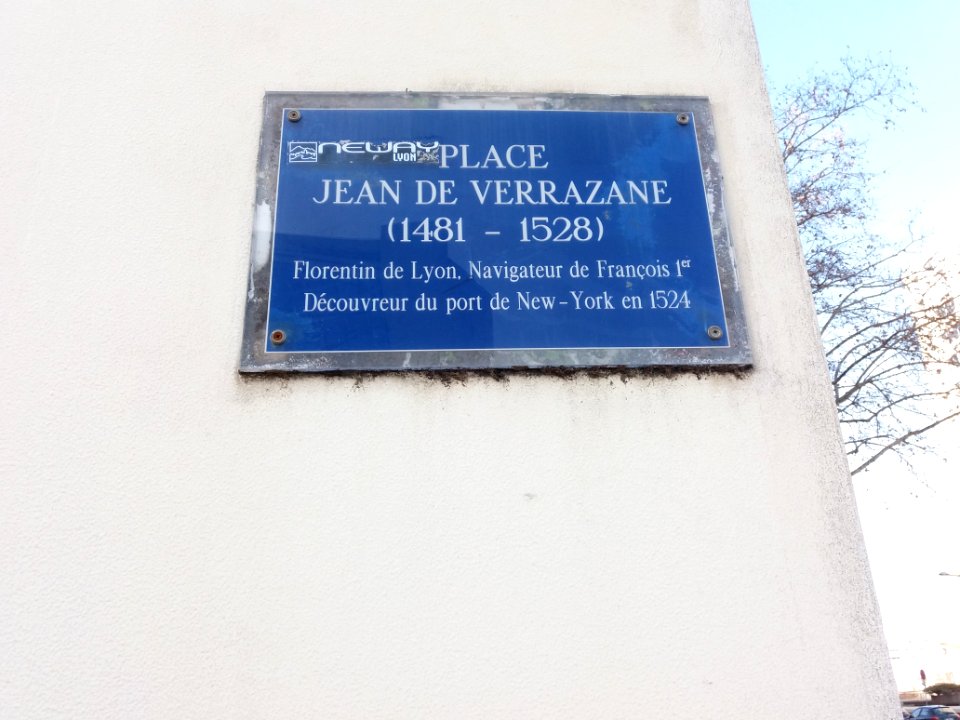 NEWAY
LYON
PLACE
JEAN DE VERRAZANE
(1481 - 1528)
Florentin de Lyon, Navigateur de François 1er
Découvreur du port de New-York en 1524